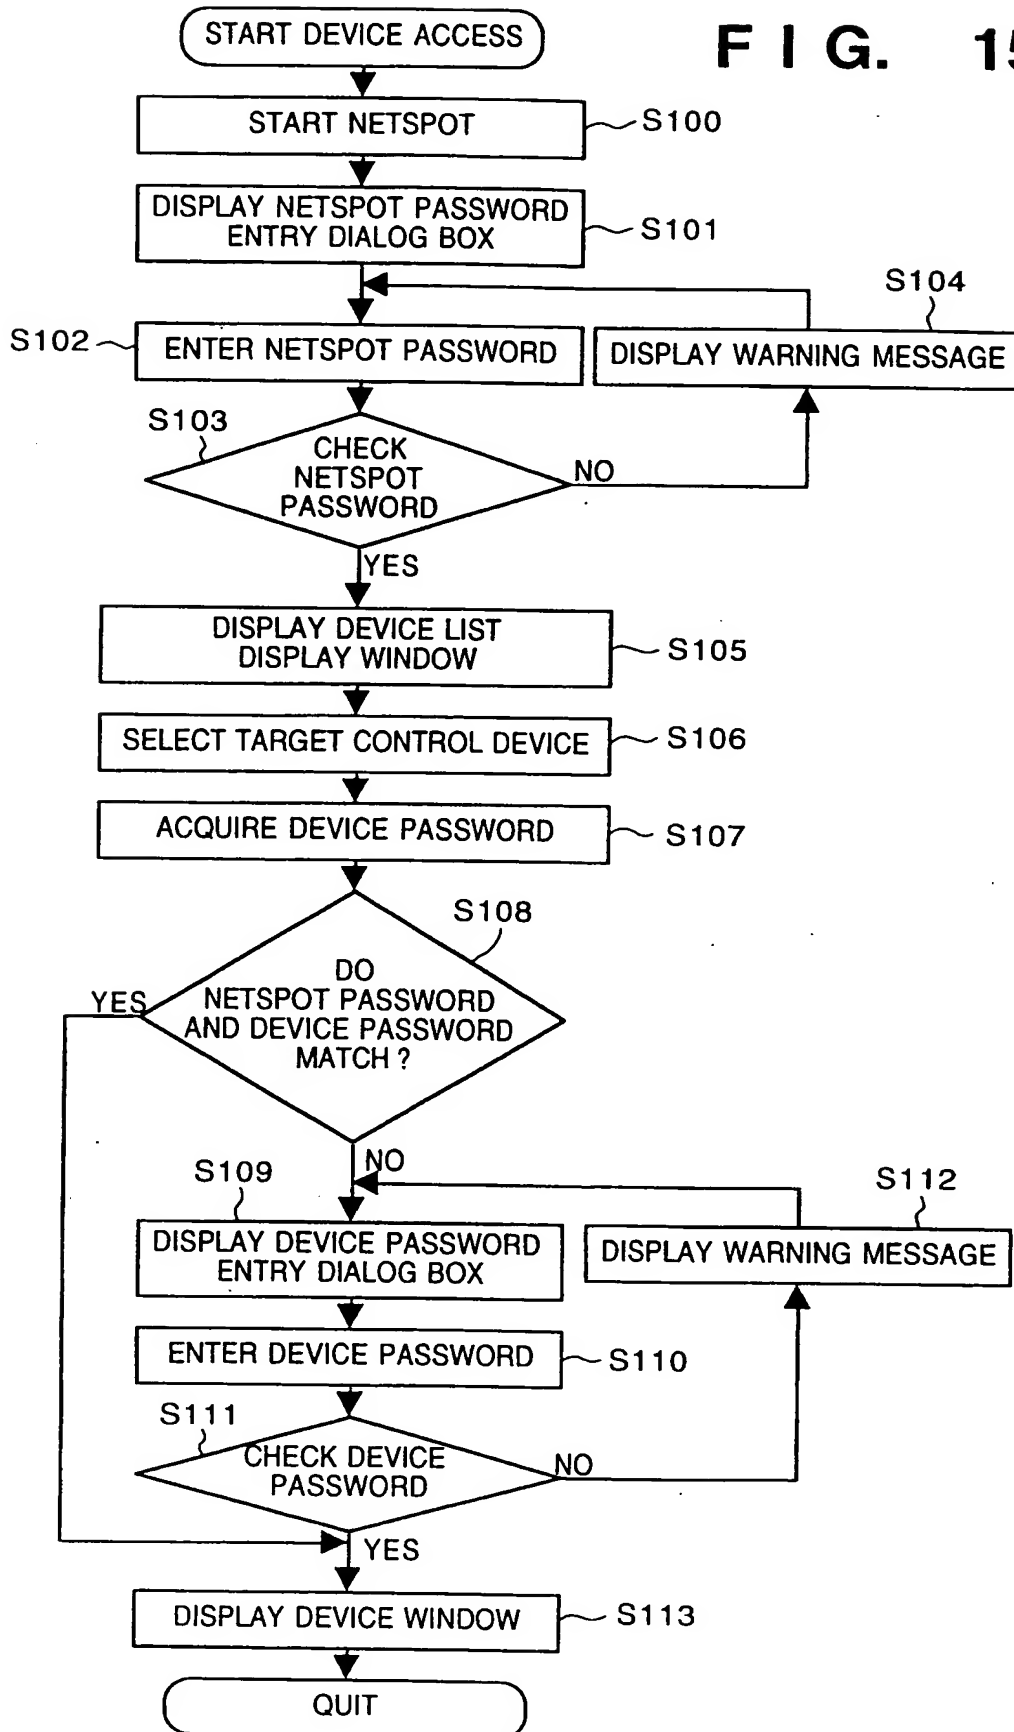 START DEVICE ACCESS
F I G. 15
START NETSPOT
S100
DISPLAY NETSPOT PASSWORD
ENTRY DIALOG BOX
S101
S104
S102
ENTER NETSPOT PASSWORD
DISPLAY WARNING MESSAGE
S103
CHECK
NETSPOT
PASSWORD
NO
YES
DISPLAY DEVICE LIST
DISPLAY WINDOW
S105
SELECT TARGET CONTROL DEVICE
S106
ACQUIRE DEVICE PASSWORD
S107
S108
DO
NETSPOT PASSWORD
AND DEVICE PASSWORD
MATCH ?
YES
NO
S109
S112
DISPLAY DEVICE PASSWORD
ENTRY DIALOG BOX
DISPLAY WARNING MESSAGE
ENTER DEVICE PASSWORD
S110
S111
CHECK DEVICE
PASSWORD
NO
YES
DISPLAY DEVICE WINDOW
S113
QUIT